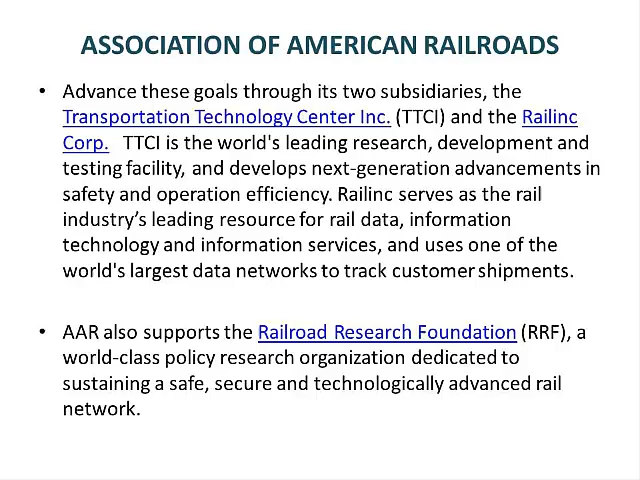 ASSOCIATION OF AMERICAN RAILROADS
• Advance these goals through its two subsidiaries, the
Transportation Technology Center Inc. (TTCI) and the Railinc
Corp.  TTCI is the world's leading research, development and
testing facility, and develops next-generation advancements in
safety and operation efficiency. Railinc serves as the rail
industry’s leading resource for rail data, information
technology and information services, and uses one of the
world's largest data networks to track customer shipments.
• AAR also supports the Railroad Research Foundation (RRF), a
world-class policy research organization dedicated to
sustaining a safe, secure and technologically advanced rail
network.